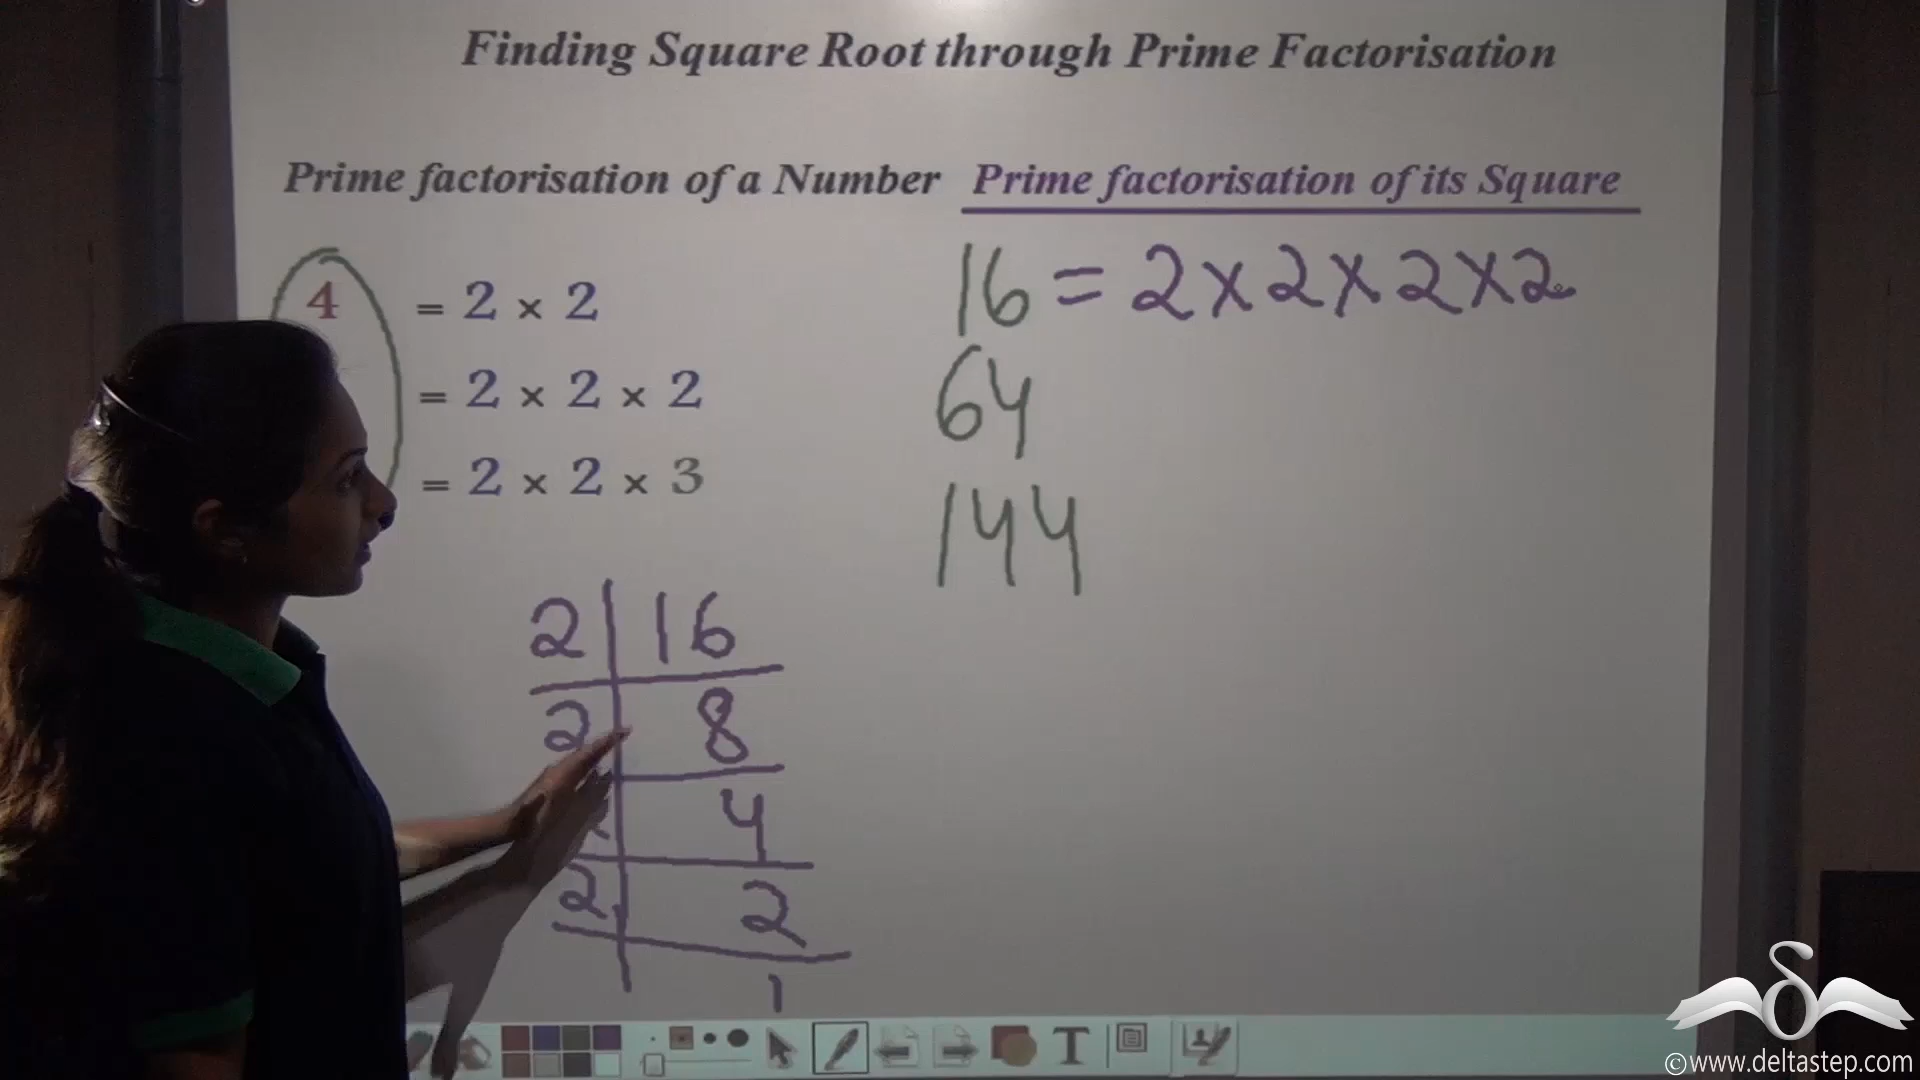 Finding Square Root through Prime Factorisation
Prime factorisation of a Number Prime factorisation of its Square
4 = 2 × 2
16 = 2 × 2 × 2 × 2
= 2 × 2 × 2
64
= 2 × 2 × 3
144
2 | 16
2 | 8
4
2 | 2
1
T
©www.deltastep.com